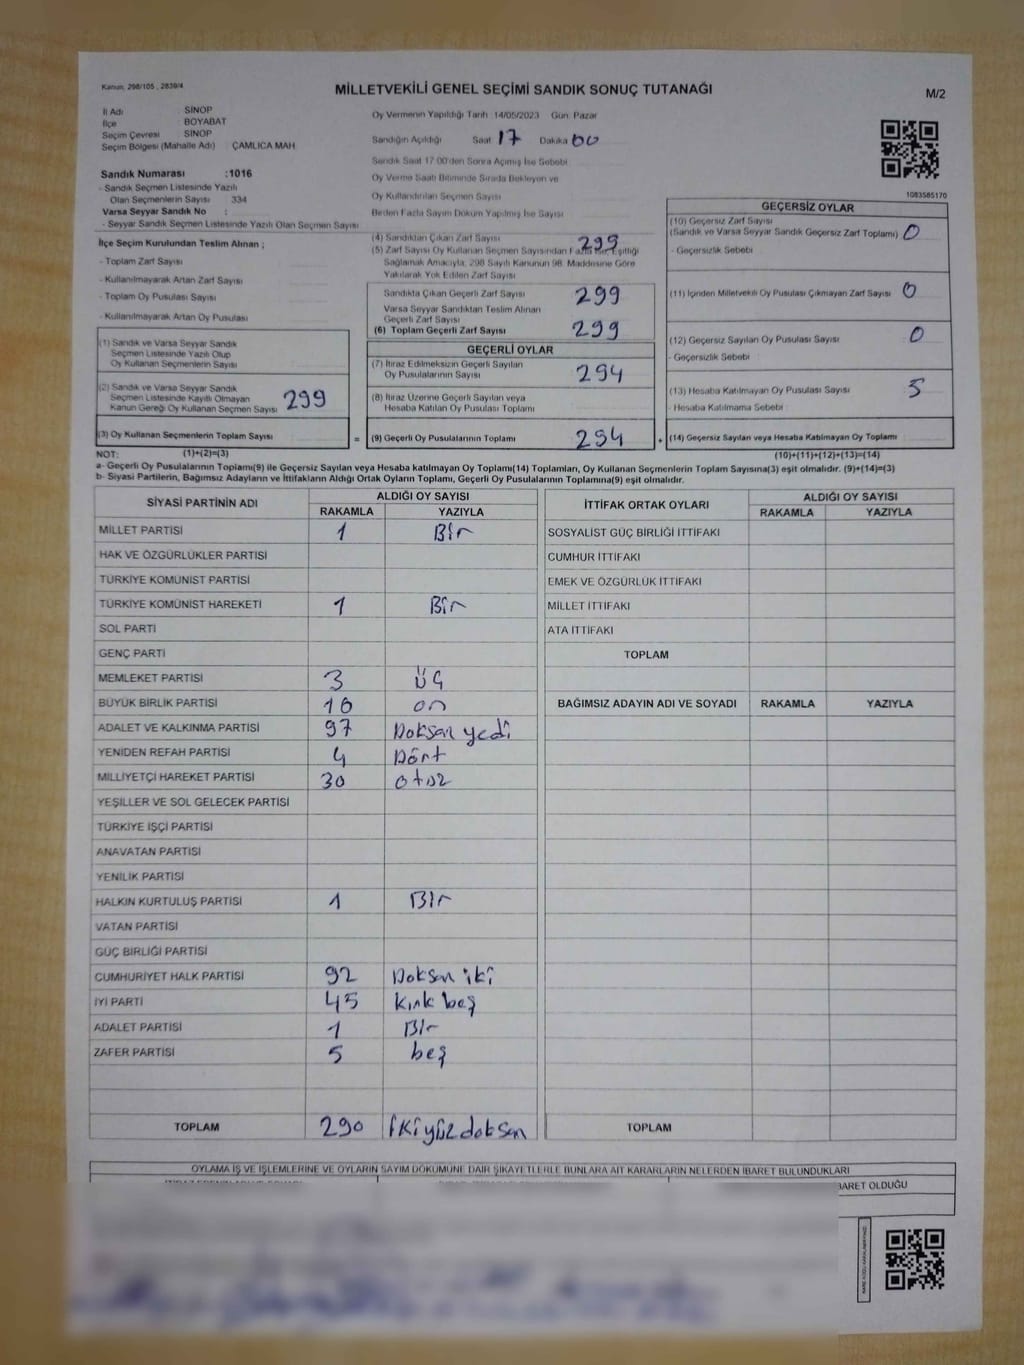 Kanun, 298/105 , 2839/4
MİLLETVEKİLİ GENEL SEÇİMİ SANDIK SONUÇ TUTANAĞI
M/2
İl Adı : SİNOP
İlçe : BOYABAT
Seçim Çevresi : SİNOP
Seçim Bölgesi (Mahalle Adı) : ÇAMLICA MAH
Sandık Numarası :1016
- Sandık Seçmen Listesinde Yazılı
Olan Seçmenlerin Sayısı : 334
Varsa Seyyar Sandık No :
- Seyyar Sandık Seçmen Listesinde Yazılı Olan Seçmen Sayısı
Oy Vermenin Yapıldığı Tarih 14/05/2023 Gün. Pazar
Sandığın Açıldığı Saat 17 Dakika 00
Sandık Saat 17.00'den Sonra Açımış İse Sebebi
Oy Verme Saati Bitiminde Sırada Bekleyen ve
Oy Kullandırılan Seçmen Sayısı
Birden Fazla Sayım Döküm Yapılmış İse Sayısı
1083585170
İlçe Seçim Kurulundan Teslim Alınan ;
- Toplam Zarf Sayısı
- Kullanılmayarak Artan Zarf Sayısı
- Toplam Oy Pusulası Sayısı
- Kullanılmayarak Artan Oy Pusulası
(1) Sandık ve Varsa Seyyar Sandık
Seçmen Listesinde Yazılı Olup
Oy Kullanan Seçmenlerin Sayısı
(2) Sandık ve Varsa Seyyar Sandık
Seçmen Listesinde Kayıtlı Olmayan
Kanun Gereği Oy Kullanan Seçmen Sayısı 299
(3) Oy Kullanan Seçmenlerin Toplam Sayısı
(4) Sandıktan Çıkan Zarf Sayısı 299
(5) Zarf Sayısı Oy Kullanan Seçmen Sayısından Fazla İse, Eşitliği
Sağlamak Amacıyla, 298 Sayılı Kanunun 98. Maddesine Göre
Yakılarak Yok Edilen Zarf Sayısı
Sandıkta Çıkan Geçerli Zarf Sayısı 299
Varsa Seyyar Sandıktan Teslim Alınan
Geçerli Zarf Sayısı
(6) Toplam Geçerli Zarf Sayısı 299
GEÇERLİ OYLAR
(7) İtiraz Edilmeksizin Geçerli Sayılan
Oy Pusulalarının Sayısı 294
(8) İtiraz Üzerine Geçerli Sayılan veya
Hesaba Katılan Oy Pusulası Toplamı
= (9) Geçerli Oy Pusulalarının Toplamı 294
GEÇERSİZ OYLAR
(10) Geçersiz Zarf Sayısı
(Sandık ve Varsa Seyyar Sandık Geçersiz Zarf Toplamı) 0
- Geçersizlik Sebebi
(11) İçinden Milletvekili Oy Pusulası Çıkmayan Zarf Sayısı 0
(12) Geçersiz Sayılan Oy Pusulası Sayısı 0
- Geçersizlik Sebebi
(13) Hesaba Katılmayan Oy Pusulası Sayısı 5
- Hesaba Katılmama Sebebi
+ (14) Geçersiz Sayılan veya Hesaba Katılmayan Oy Toplamı
NOT: (1)+(2)=(3) (10)+(11)+(12)+(13)=(14)
a- Geçerli Oy Pusulalarının Toplamı(9) ile Geçersiz Sayılan veya Hesaba katılmayan Oy Toplamı(14) Toplamları, Oy Kullanan Seçmenlerin Toplam Sayısına(3) eşit olmalıdır. (9)+(14)=(3)
b- Siyasi Partilerin, Bağımsız Adayların ve İttifakların Aldığı Ortak Oyların Toplamı, Geçerli Oy Pusulalarının Toplamına(9) eşit olmalıdır.
SİYASİ PARTİNİN ADI ALDIĞI OY SAYISI
RAKAMLA YAZIYLA
MİLLET PARTİSİ 1 Bir
HAK VE ÖZGÜRLÜKLER PARTİSİ
TÜRKİYE KOMÜNİST PARTİSİ
TÜRKİYE KOMÜNİST HAREKETİ 1 Bir
SOL PARTİ
GENÇ PARTİ
MEMLEKET PARTİSİ 3 üç
BÜYÜK BİRLİK PARTİSİ 10 on
ADALET VE KALKINMA PARTİSİ 97 Doksan yedi
YENİDEN REFAH PARTİSİ 4 Dört
MİLLİYETÇİ HAREKET PARTİSİ 30 otuz
YEŞİLLER VE SOL GELECEK PARTİSİ
TÜRKİYE İŞÇİ PARTİSİ
ANAVATAN PARTİSİ
YENİLİK PARTİSİ
HALKIN KURTULUŞ PARTİSİ 1 Bir
VATAN PARTİSİ
GÜÇ BİRLİĞİ PARTİSİ
CUMHURİYET HALK PARTİSİ 92 Doksan iki
İYİ PARTİ 45 Kırk beş
ADALET PARTİSİ 1 Bir
ZAFER PARTİSİ 5 beş
TOPLAM 290 İki yüz doksan
İTTİFAK ORTAK OYLARI ALDIĞI OY SAYISI
RAKAMLA YAZIYLA
SOSYALİST GÜÇ BİRLİĞİ İTTİFAKI
CUMHUR İTTİFAKI
EMEK VE ÖZGÜRLÜK İTTİFAKI
MİLLET İTTİFAKI
ATA İTTİFAKI
TOPLAM
BAĞIMSIZ ADAYIN ADI VE SOYADI RAKAMLA YAZIYLA
TOPLAM
OYLAMA İŞ VE İŞLEMLERİNE VE OYLARIN SAYIM DÖKÜMÜNE DAİR ŞİKAYETLERLE BUNLARA AİT KARARLARIN NELERDEN İBARET BULUNDUKLARI
BARET OLDUĞU